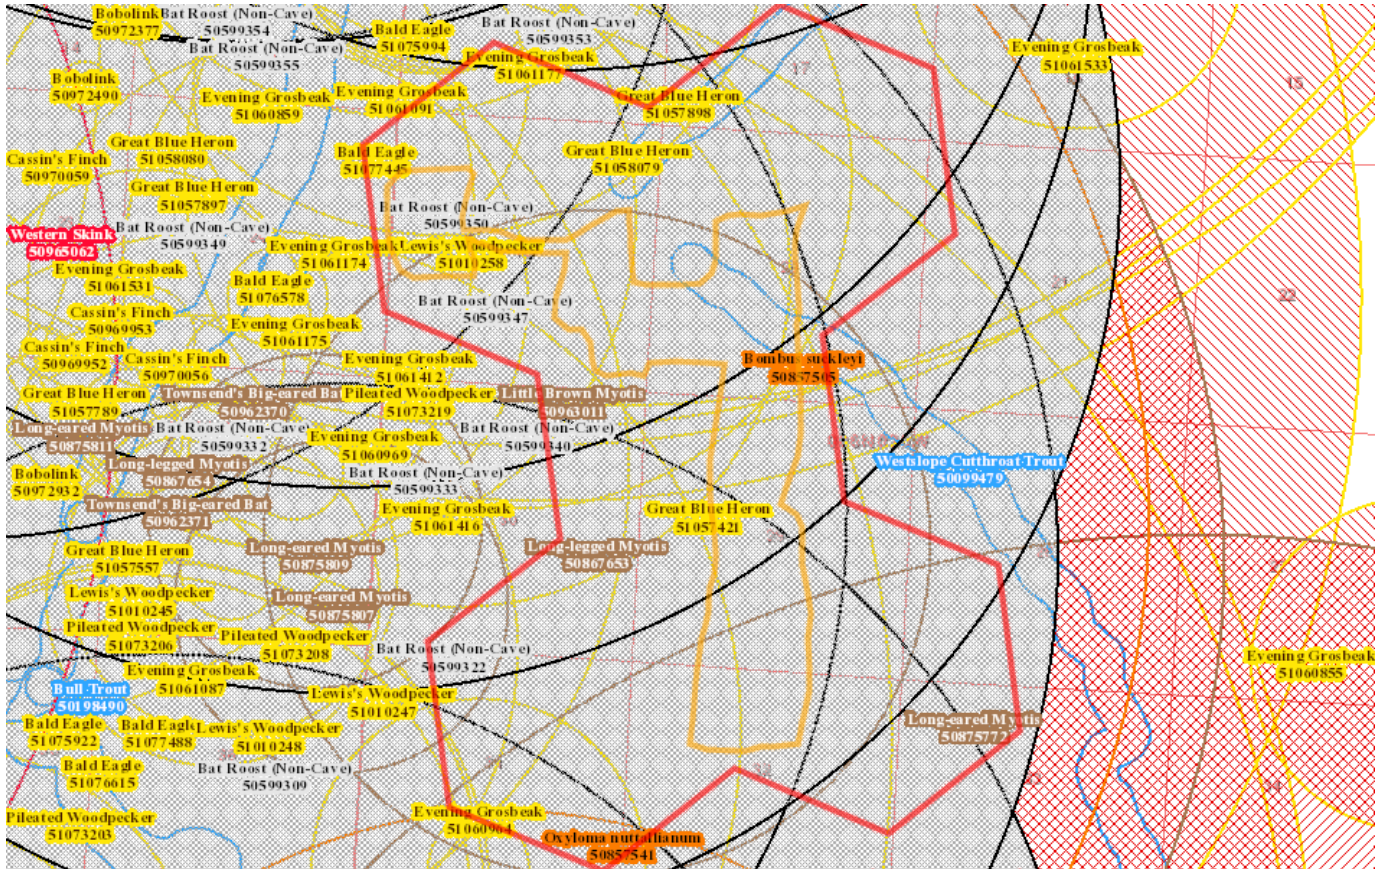 Bobolink
50972377
Bat Roost (Non-Cave)
50599354
Bat Roost (Non-Cave)
50599355
Bald Eagle
51075994
Bat Roost (Non-Cave)
50599353
Evening Grosbeak
51061177
Evening Grosbeak
51061533
17
15
Bobolink
50972490
Evening Grosbeak
51060859
Evening Grosbeak
51061091
Great Blue Heron
51057898
Great Blue Heron
51058080
Bald Eagle
51077445
Great Blue Heron
51058079
Cassin's Finch
50970059
Great Blue Heron
51057897
Bat Roost (Non-Cave)
50599350
Western Skink
50965062
Bat Roost (Non-Cave)
50599349
Evening Grosbeak
51061174
Lewis's Woodpecker
51010258
Evening Grosbeak
51061531
Bald Eagle
51076578
21
22
Bat Roost (Non-Cave)
50599347
Cassin's Finch
50969953
Evening Grosbeak
51061175
Cassin's Finch
50969952
Cassin's Finch
50970056
Evening Grosbeak
51061412
Bombus suckleyi
50857505
Great Blue Heron
51057789
Townsend's Big-eared Bat
50962370
Pileated Woodpecker
51073219
Little Brown Myotis
50963011
Long-eared Myotis
50875811
Bat Roost (Non-Cave)
50599332
Evening Grosbeak
51060969
Bat Roost (Non-Cave)
50599340
Long-legged Myotis
50867654
Bat Roost (Non-Cave)
50599333
Westslope Cutthroat Trout
50099479
Bobolink
50972932
Townsend's Big-eared Bat
50962371
Evening Grosbeak
51061416
Great Blue Heron
51057421
30
29
Great Blue Heron
51057557
Long-eared Myotis
50875809
Long-legged Myotis
50867653
Lewis's Woodpecker
51010245
Long-eared Myotis
50875807
Pileated Woodpecker
51073206
Pileated Woodpecker
51073208
Bat Roost (Non-Cave)
50599322
Evening Grosbeak
51060855
Evening Grosbeak
51061087
Bull Trout
50198490
Lewis's Woodpecker
51010247
Bald Eagle
51075922
Bald Eagle
51077488
Lewis's Woodpecker
51010248
Long-eared Myotis
50875772
Bald Eagle
51076615
Bat Roost (Non-Cave)
50599309
34
Pileated Woodpecker
51073203
Evening Grosbeak
51060964
Oxyloma nuttallianum
50857541